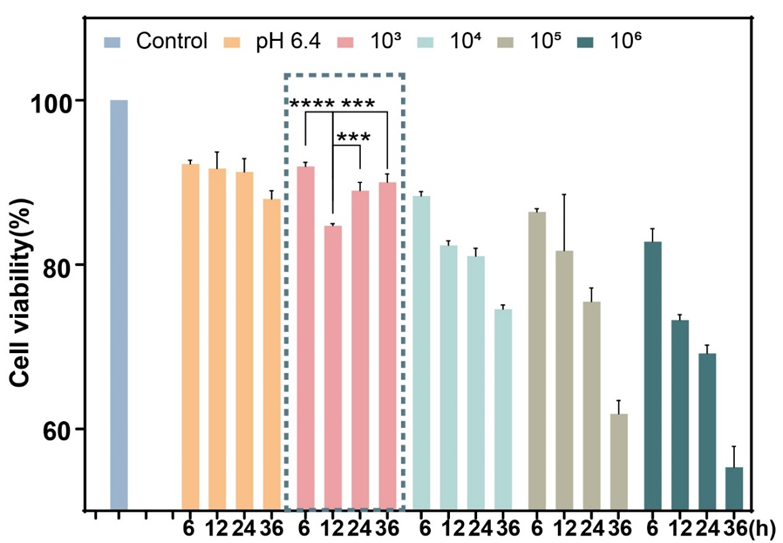 Control pH 6.4 10³ 10⁴ 10⁵ 10⁶
**** ***
***
100
80
60
Cell viability(%)
6 12 24 36 6 12 24 36 6 12 24 36 6 12 24 36 6 12 24 36(h)